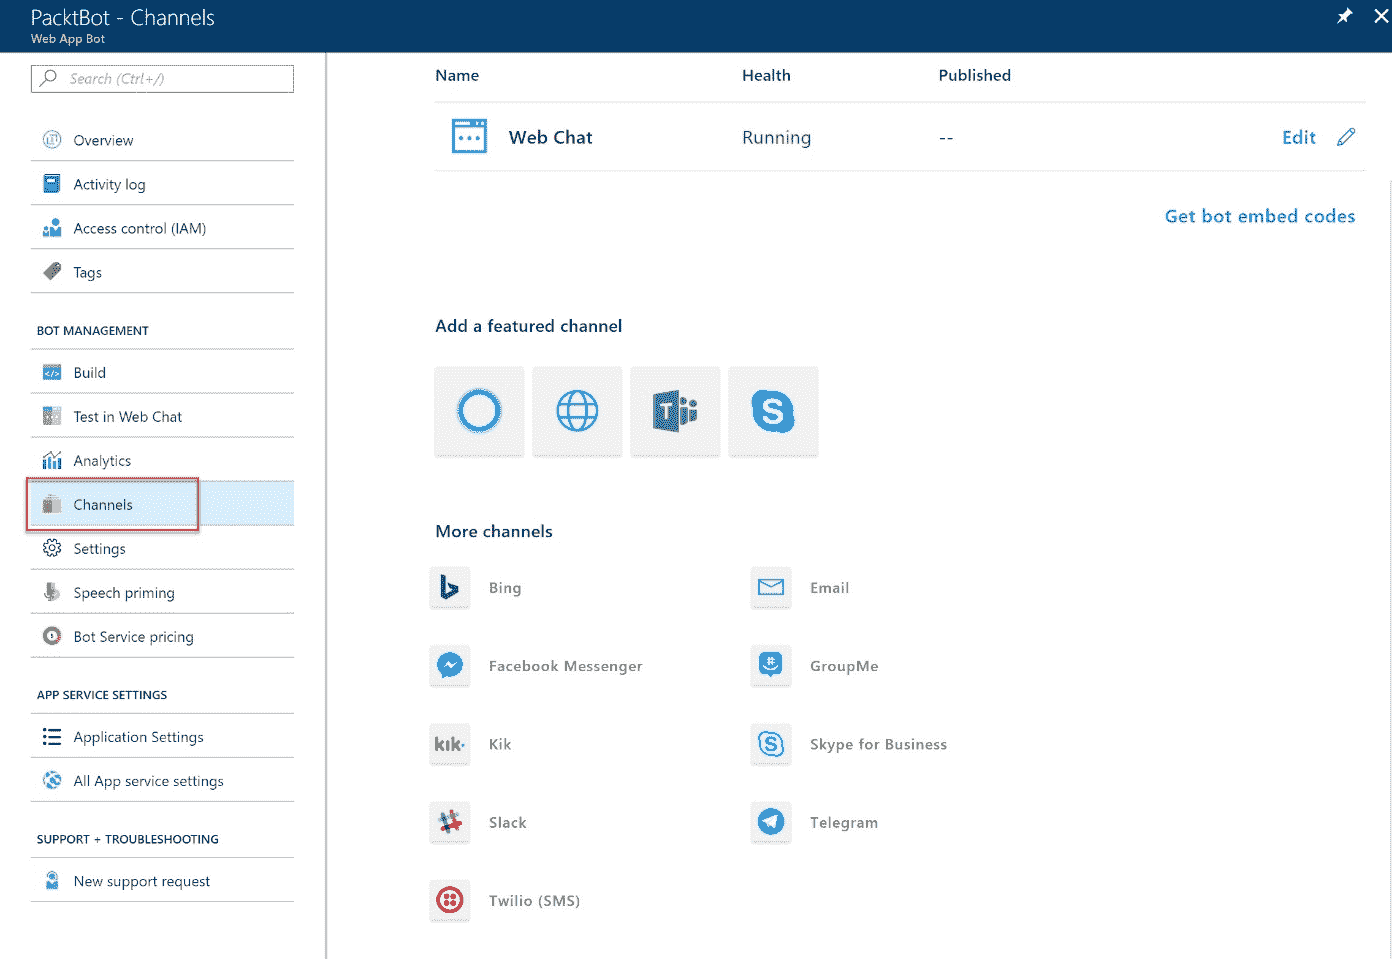 PacktBot - Channels
Web App Bot
Search (Ctrl+/)
Overview
Activity log
Access control (IAM)
Tags
BOT MANAGEMENT
Build
Test in Web Chat
Analytics
Channels
Settings
Speech priming
Bot Service pricing
APP SERVICE SETTINGS
Application Settings
All App service settings
SUPPORT + TROUBLESHOOTING
New support request
Name Health Published
Web Chat Running -- Edit
Get bot embed codes
Add a featured channel
More channels
Bing Email
Facebook Messenger GroupMe
kik Kik Skype for Business
Slack Telegram
Twilio (SMS)